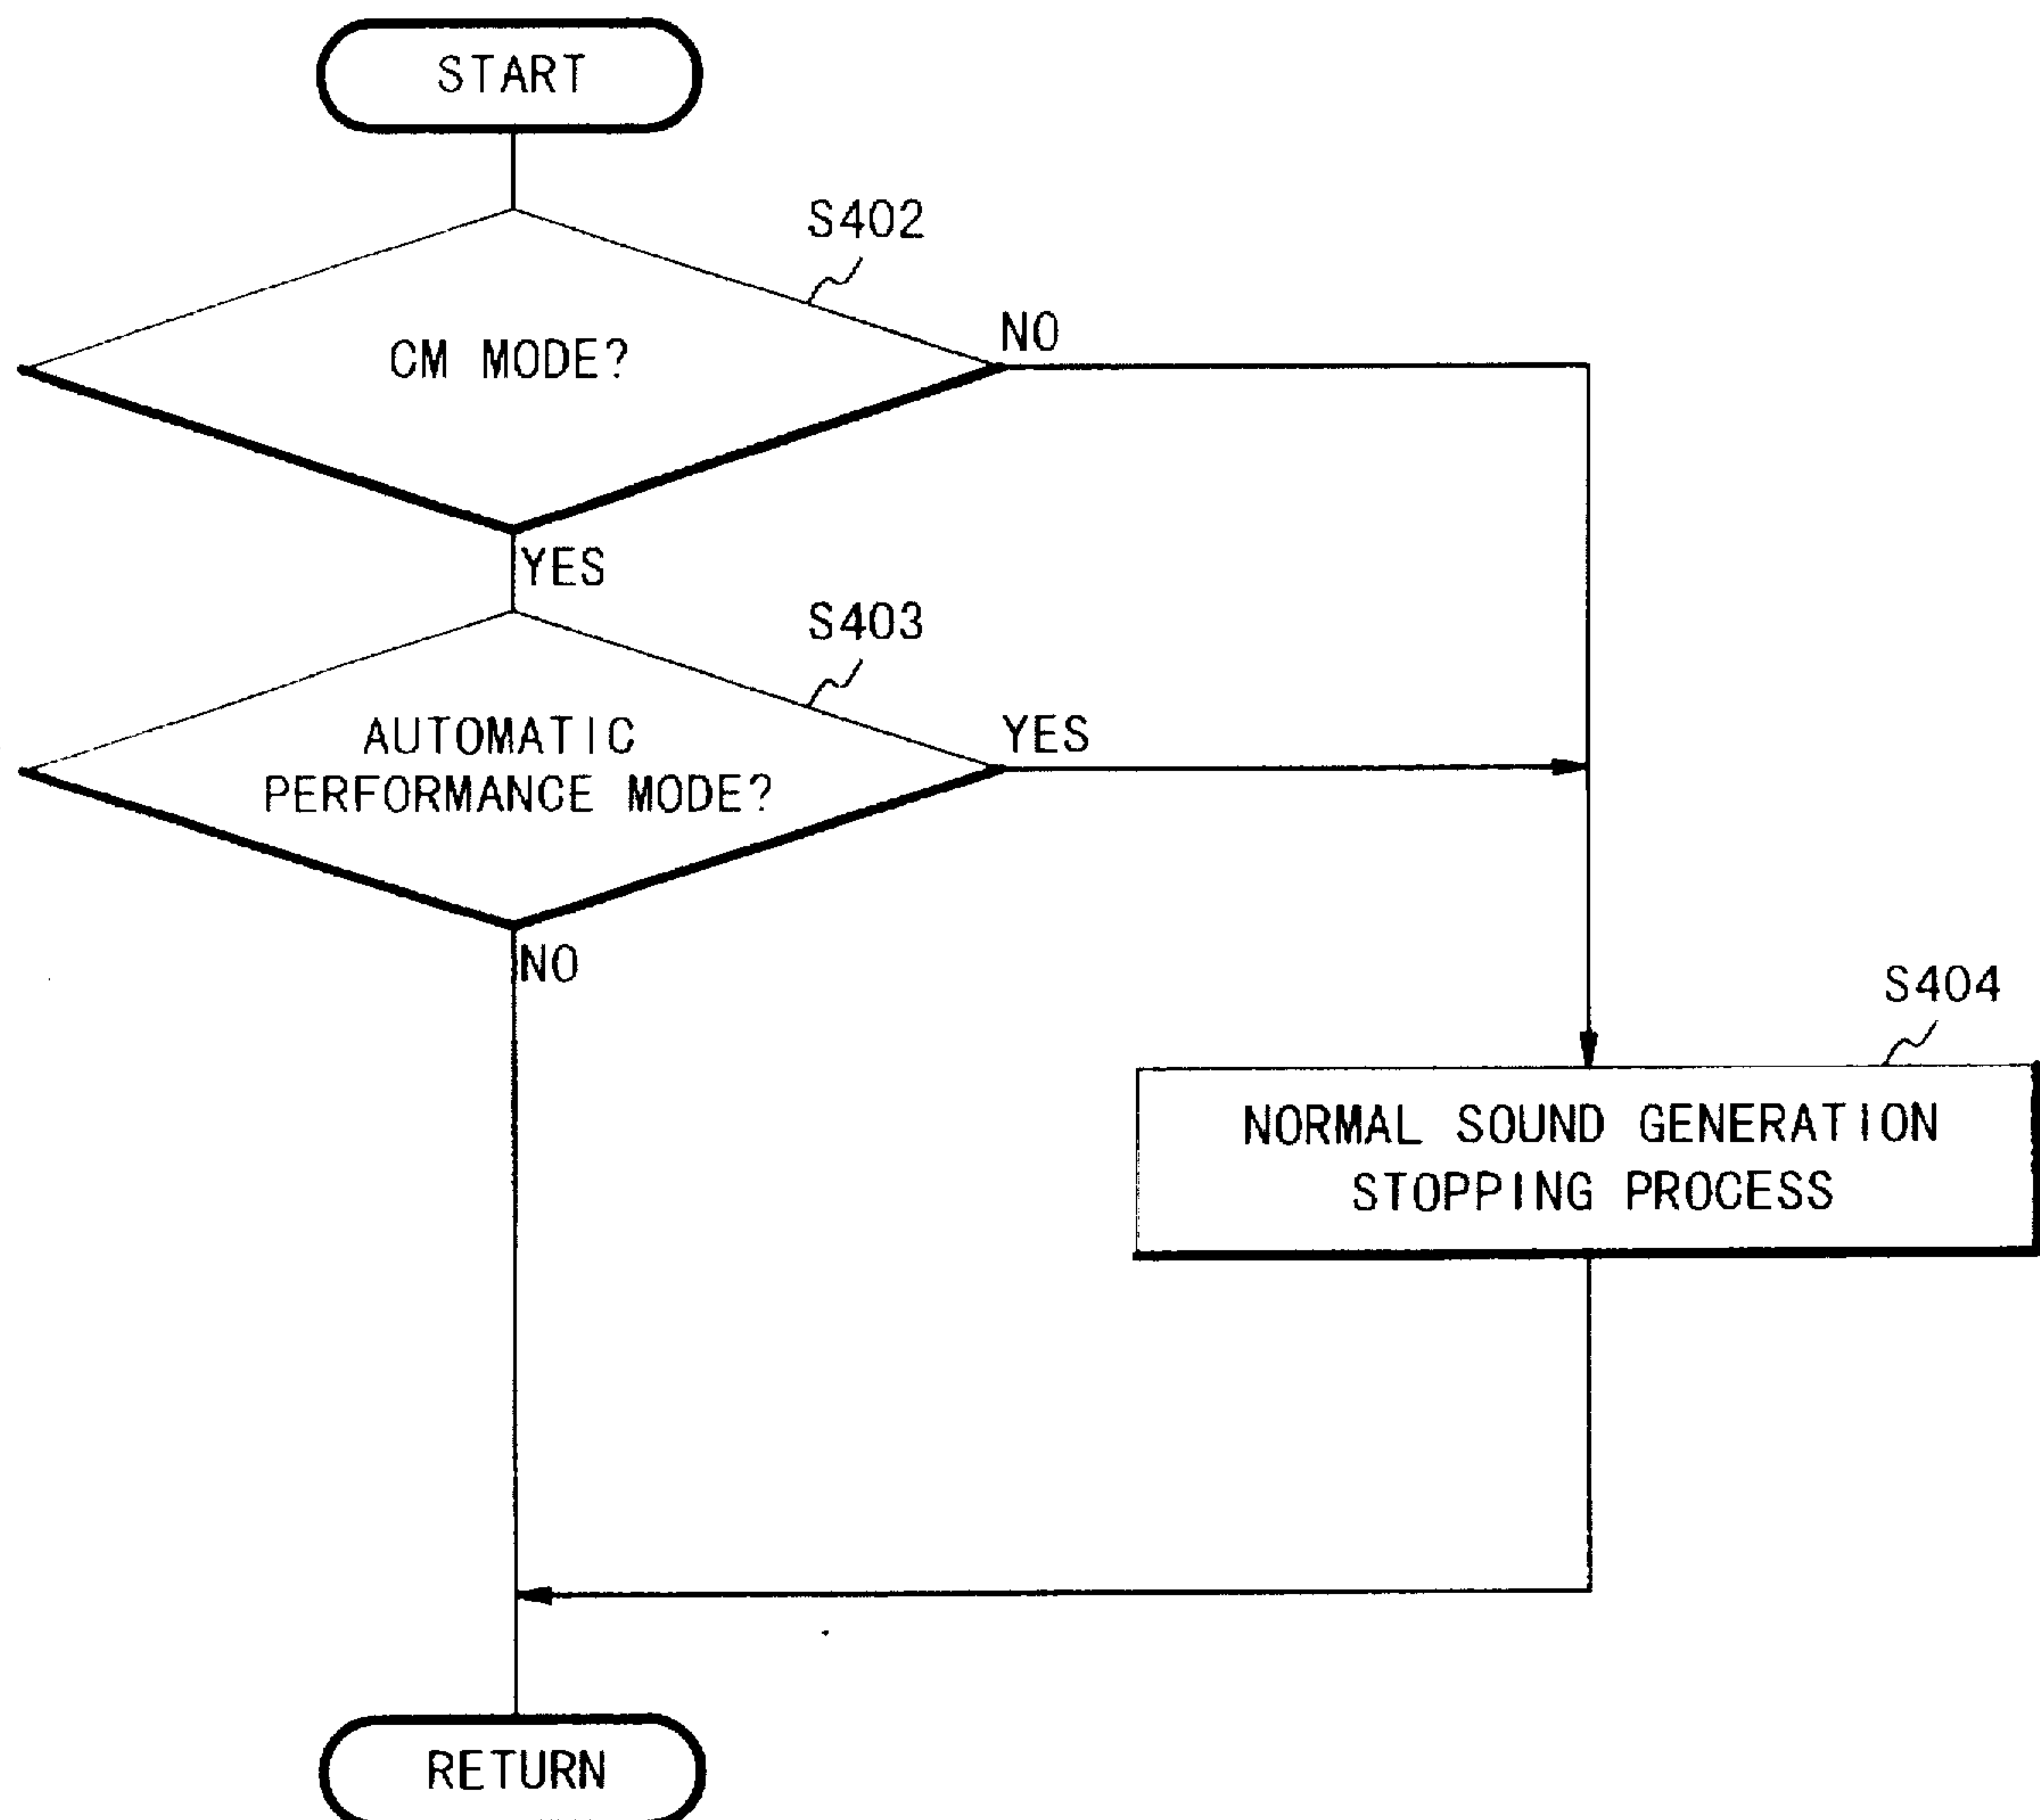 START
S402
CM MODE?
NO
YES
S403
AUTOMATIC
PERFORMANCE MODE?
YES
NO
S404
NORMAL SOUND GENERATION
STOPPING PROCESS
RETURN